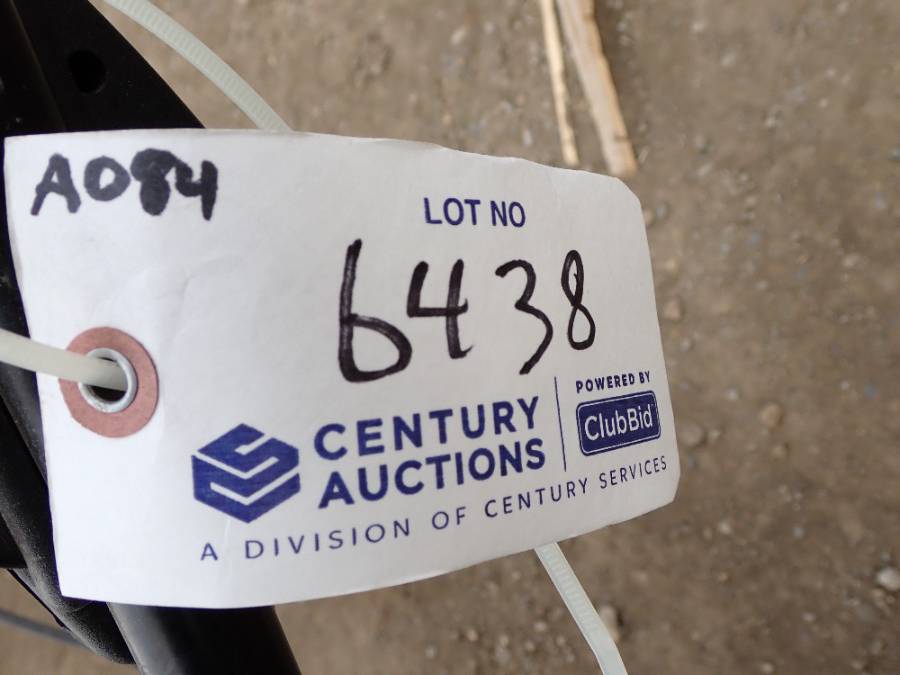 A084
LOT NO
6438
CENTURY
AUCTIONS
POWERED BY
ClubBid
A DIVISION OF CENTURY SERVICES